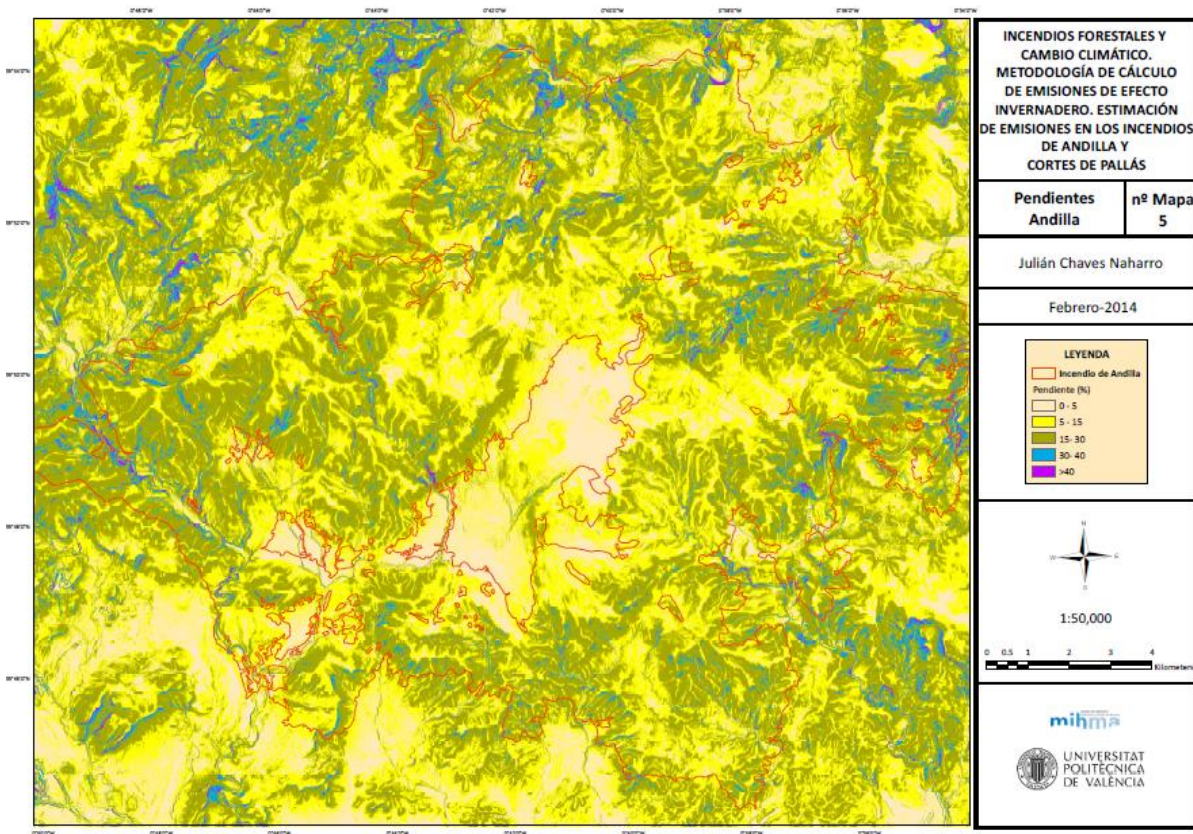 INCENDIOS FORESTALES Y
CAMBIO CLIMÁTICO.
METODOLOGÍA DE CÁLCULO
DE EMISIONES DE EFECTO
INVERNADERO. ESTIMACIÓN
DE EMISIONES EN LOS INCENDIOS
DE ANDILLA Y
CORTES DE PALLÁS
Pendientes
Andilla
nº Mapa
5
Julián Chaves Naharro
Febrero-2014
LEYENDA
Incendio de Andilla
Pendiente (%)
0 - 5
5 - 15
15- 30
30- 40
>40
N
W
E
S
1:50,000
0 0.5 1 2 3 4
Kilometers
mihma
UNIVERSITAT
POLITÈCNICA
DE VALÈNCIA